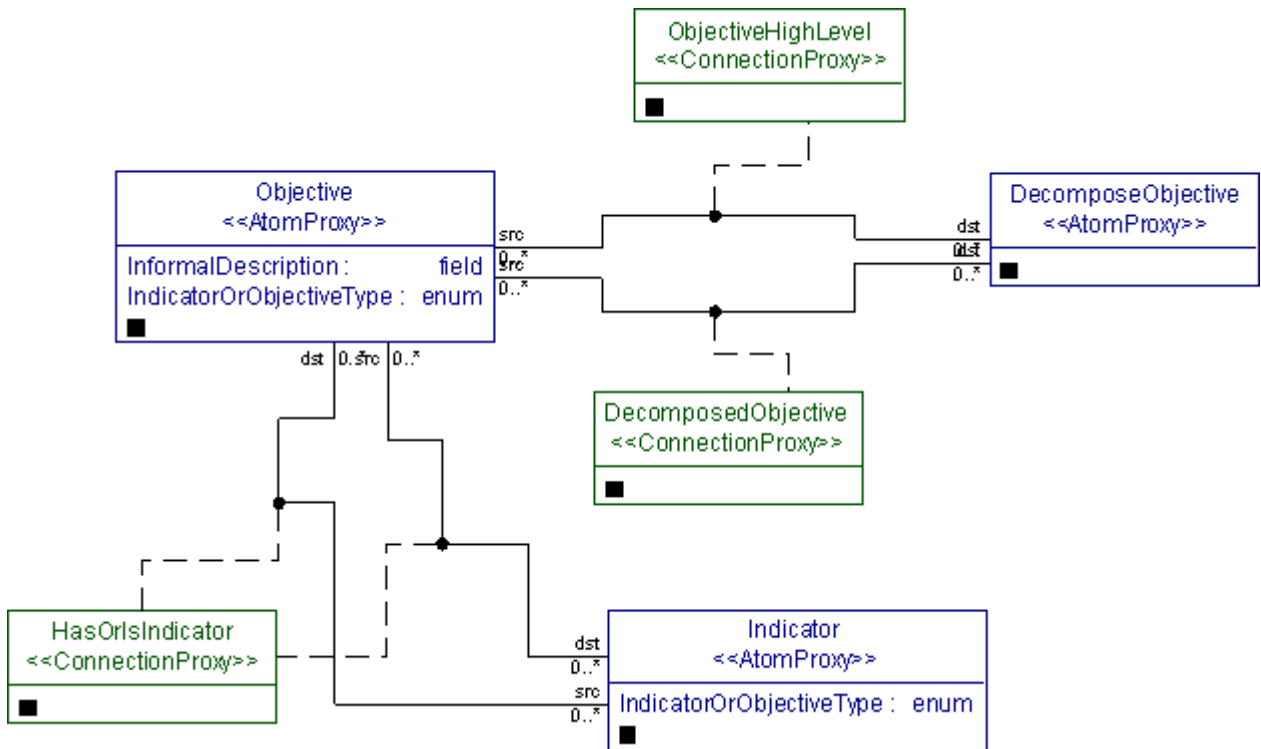 ObjectiveHighLevel
<<ConnectionProxy>>
Objective
<<AtomProxy>>
InformalDescription : field
IndicatorOrObjectiveType : enum
DecomposeObjective
<<AtomProxy>>
src
0..*
src
0..*
dst
dst
0..*
dst
src
0..*
DecomposedObjective
<<ConnectionProxy>>
HasOrIsIndicator
<<ConnectionProxy>>
dst
0..*
src
0..*
Indicator
<<AtomProxy>>
IndicatorOrObjectiveType : enum